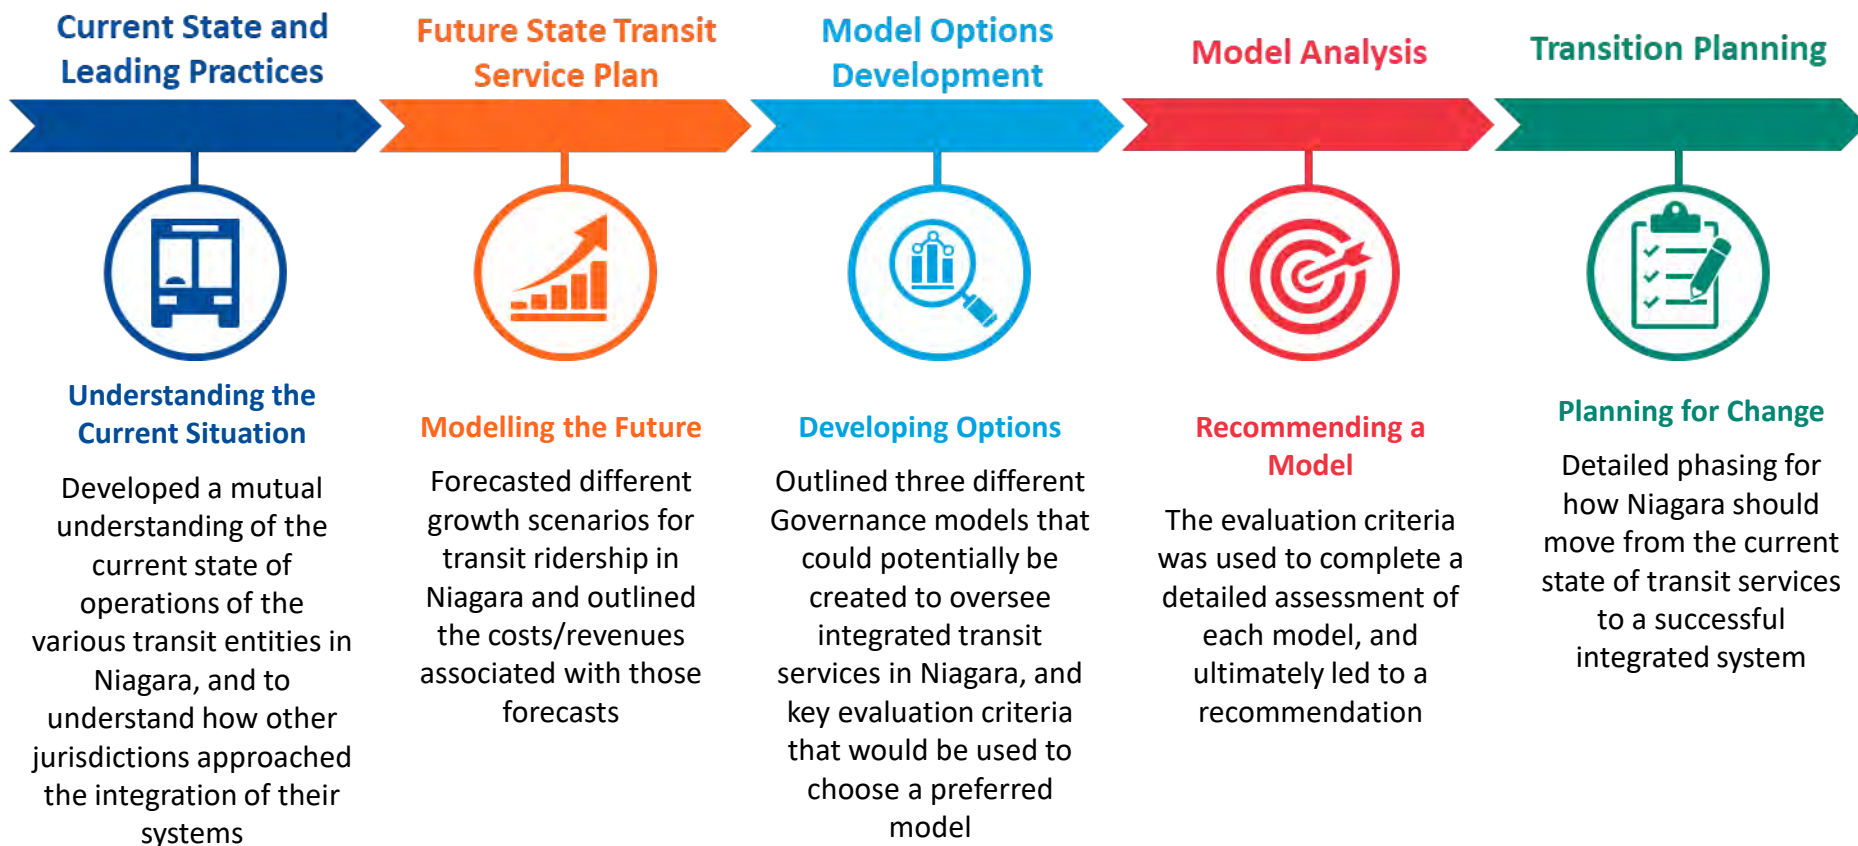 Current State and
Leading Practices
Future State Transit
Service Plan
Model Options
Development
Model Analysis
Transition Planning
Understanding the
Current Situation
Developed a mutual
understanding of the
current state of
operations of the
various transit entities in
Niagara, and to
understand how other
jurisdictions approached
the integration of their
systems
Modelling the Future
Forecasted different
growth scenarios for
transit ridership in
Niagara and outlined
the costs/revenues
associated with those
forecasts
Developing Options
Outlined three different
Governance models that
could potentially be
created to oversee
integrated transit
services in Niagara, and
key evaluation criteria
that would be used to
choose a preferred
model
Recommending a
Model
The evaluation criteria
was used to complete a
detailed assessment of
each model, and
ultimately led to a
recommendation
Planning for Change
Detailed phasing for
how Niagara should
move from the current
state of transit services
to a successful
integrated system